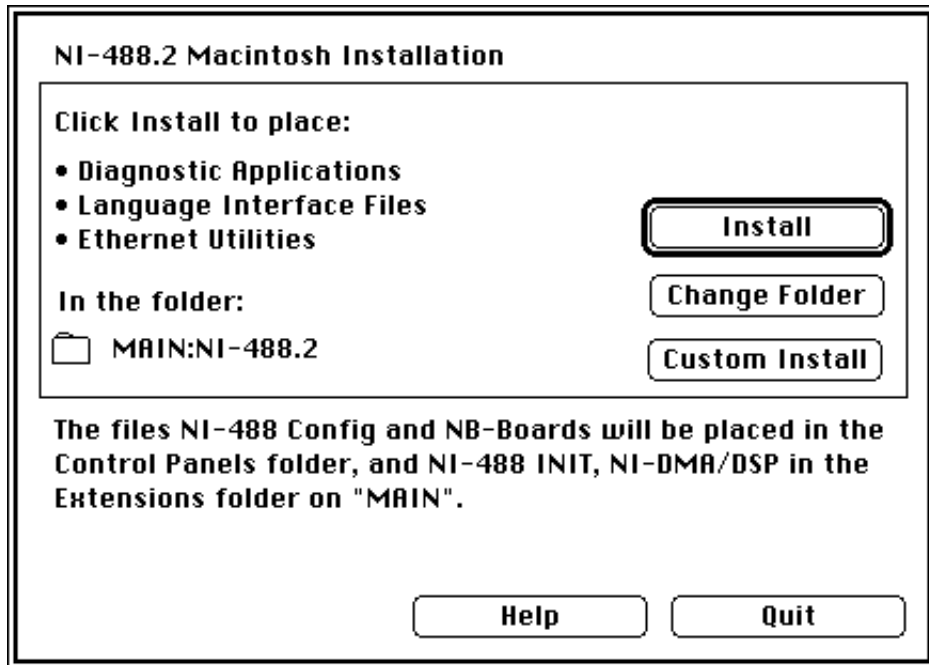 NI-488.2 Macintosh Installation
Click Install to place:
• Diagnostic Applications
• Language Interface Files
• Ethernet Utilities
Install
In the folder:
Change Folder
MAIN:NI-488.2
Custom Install
The files NI-488 Config and NB-Boards will be placed in the
Control Panels folder, and NI-488 INIT, NI-DMA/DSP in the
Extensions folder on "MAIN".
Help
Quit